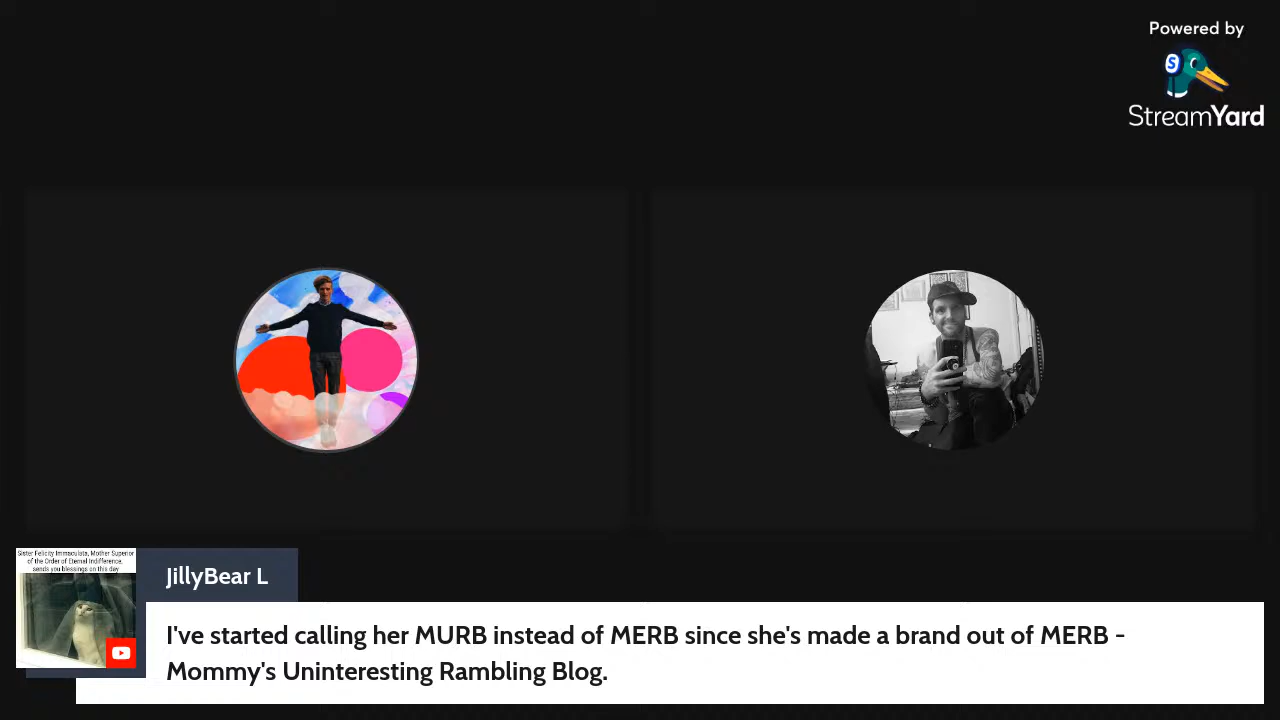 Powered by
S
StreamYard
Sister Felicity Immaculata, Mother Superior
of the Order of Eternal Indifference,
sends you blessings on this day
JillyBear L
I've started calling her MURB instead of MERB since she's made a brand out of MERB -
Mommy's Uninteresting Rambling Blog.